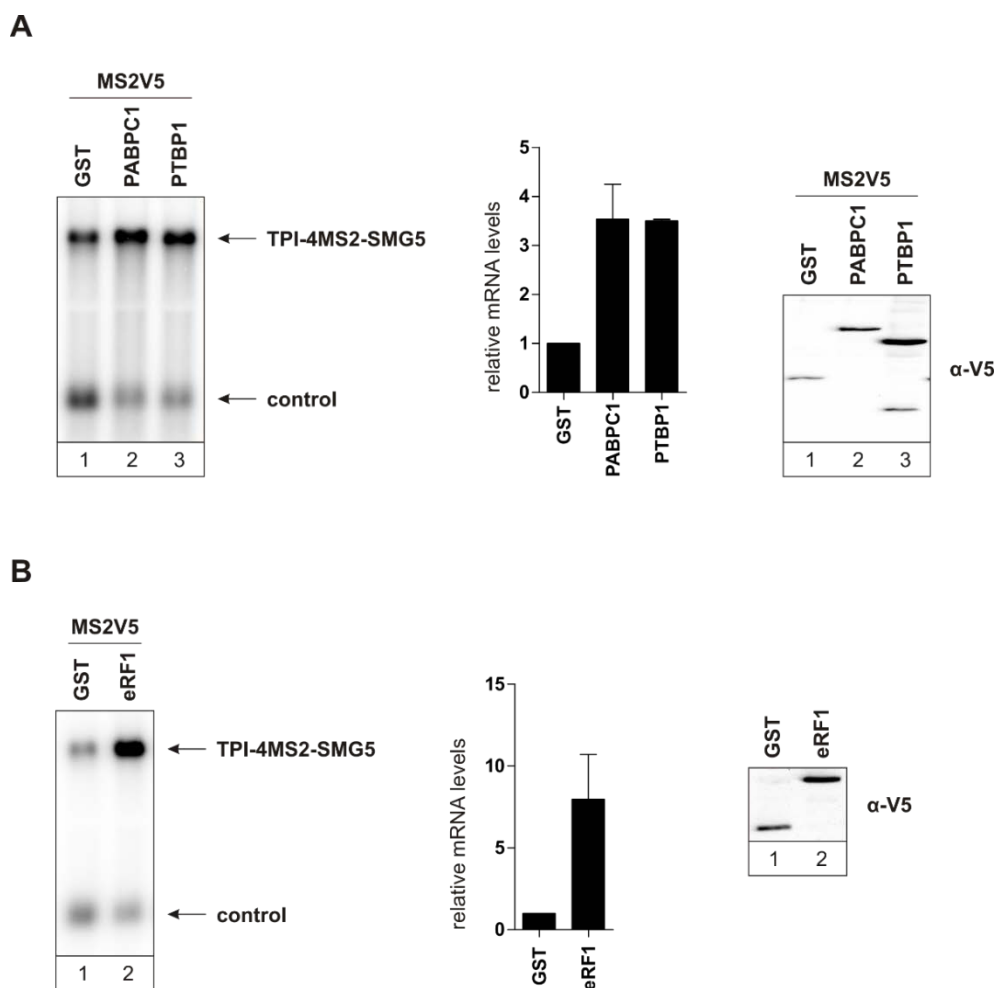 A
MS2V5
GST
PABPC1
PTBP1
TPI-4MS2-SMG5
control
1 2 3
relative mRNA levels
5
4
3
2
1
0
GST
PABPC1
PTBP1
MS2V5
GST
PABPC1
PTBP1
α-V5
1 2 3
B
MS2V5
GST
eRF1
TPI-4MS2-SMG5
control
1 2
relative mRNA levels
15
10
5
0
GST
eRF1
GST
eRF1
α-V5
1 2